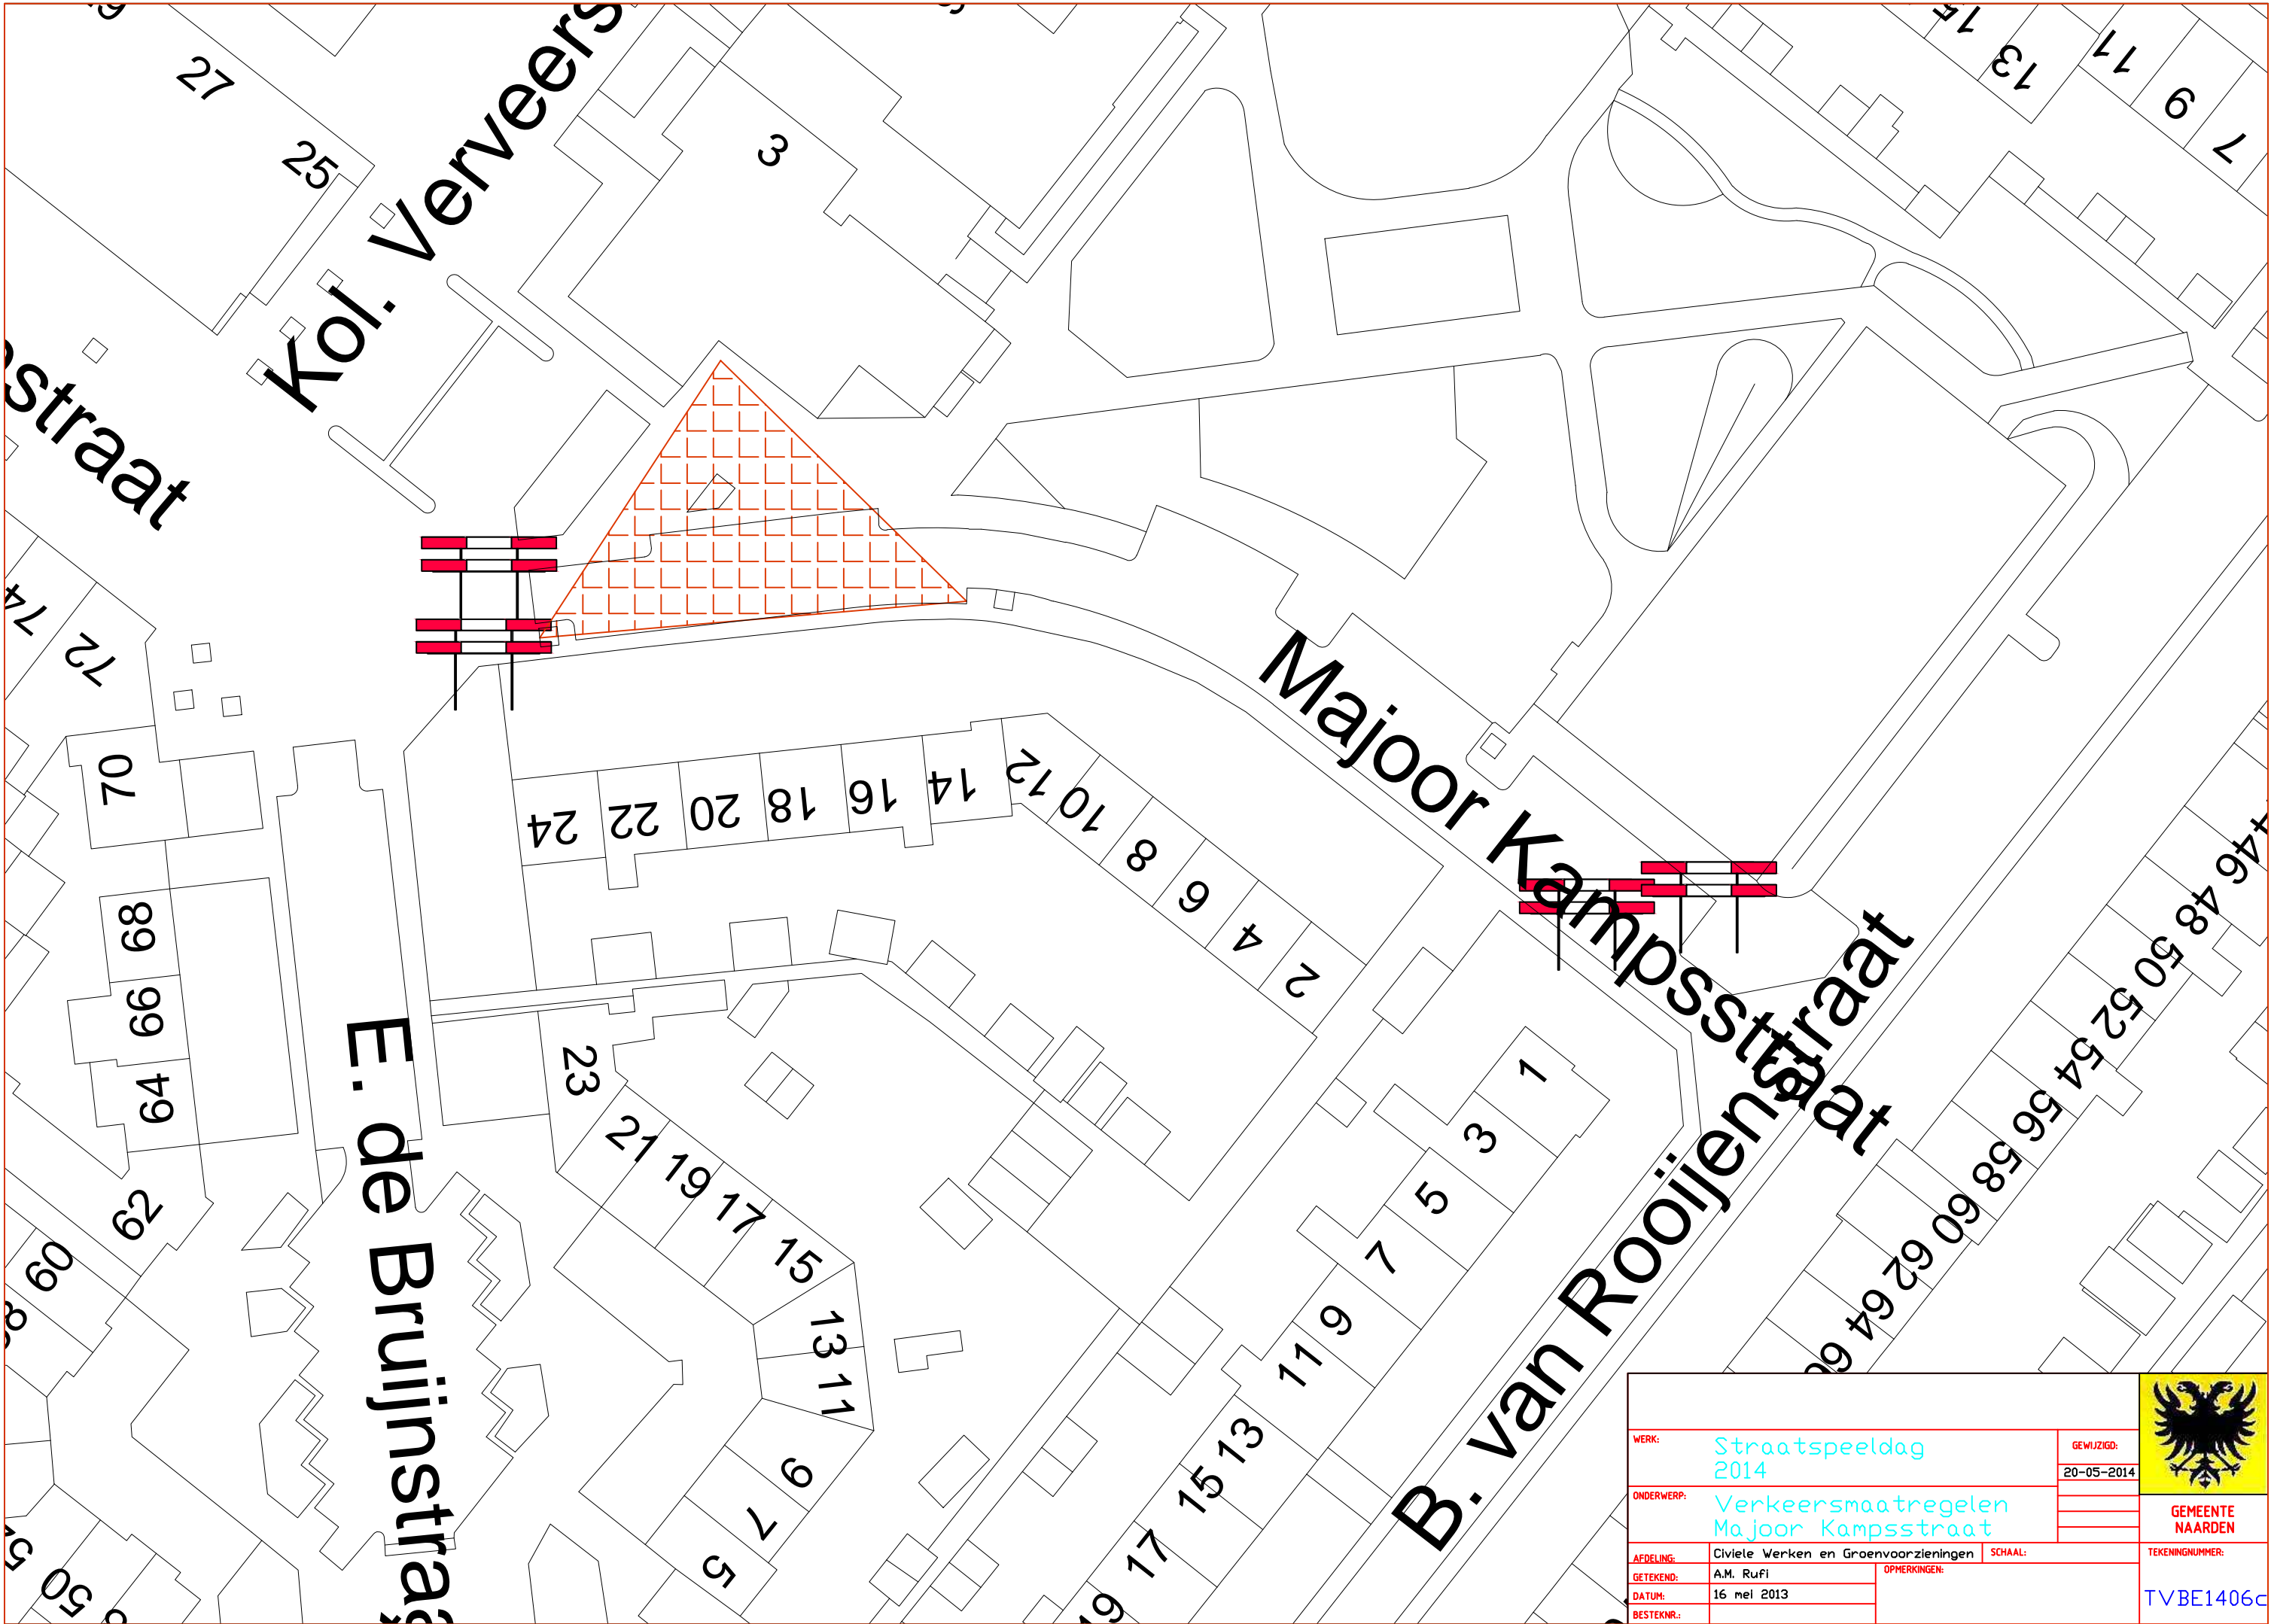 27
25
Kol. Verveers
3
15
13
11
9
7
straat
74
72
70
68
66
64
62
60
50
24
22
20
18
16
14
12
10
8
6
4
2
Majoor Kampsstraat
E. de Bruijnstraa
23
21
19
17
15
13
11
9
7
5
1
3
5
7
9
11
13
15
17
19
B. van Rooijenstraat
46
48
50
52
54
56
58
60
62
64
WERK:
Straatspeeldag
2014
GEWIJZIGD:
20-05-2014
ONDERWERP:
Verkeersmaatregelen
Majoor Kampsstraat
GEMEENTE
NAARDEN
AFDELING:
Civiele Werken en Groenvoorzieningen
SCHAAL:
TEKENINGNUMMER:
GETEKEND:
A.M. Rufi
OPMERKINGEN:
DATUM:
16 mei 2013
TVBE1406c
BESTEKNR.: